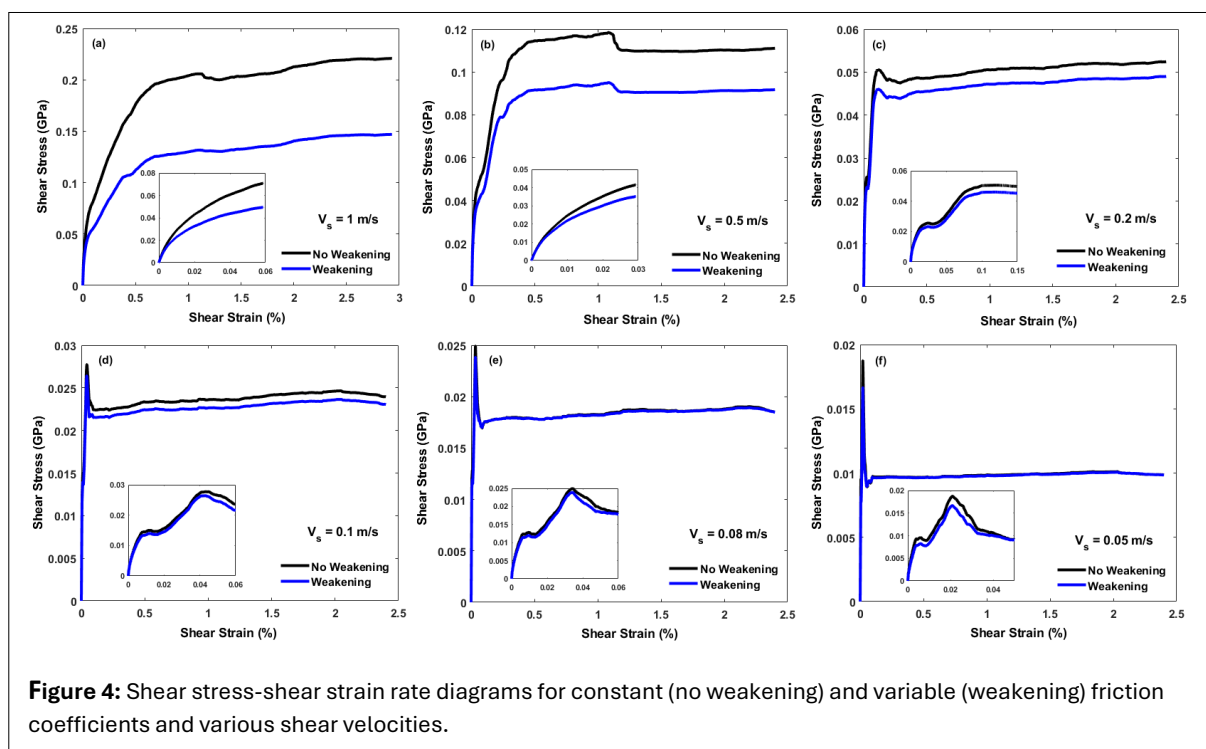 (a)
0.25
0.2
0.15
0.1
0.05
0
Shear Stress (GPa)
0.08
0.06
0.04
0.02
0.00
0 0.02 0.04 0.06
V_s = 1 m/s
No Weakening
Weakening
0 0.5 1 1.5 2 2.5 3
Shear Strain (%)
(b)
0.12
0.1
0.08
0.06
0.04
0.02
0
Shear Stress (GPa)
0.05
0.04
0.03
0.02
0.01
0.00
0 0.01 0.02 0.03
V_s = 0.5 m/s
No Weakening
Weakening
0 0.5 1.0 1.5 2.0 2.5
Shear Strain (%)
(c)
0.06
0.05
0.04
0.03
0.02
0.01
0
Shear Stress (GPa)
0.06
0.04
0.02
0
0 0.05 0.10 0.15
V_s = 0.2 m/s
No Weakening
Weakening
0 0.5 1.0 1.5 2.0 2.5
Shear Strain (%)
(d)
0.03
0.025
0.02
0.015
0.01
0.005
0
Shear Stress (GPa)
0.03
0.02
0.01
0
0 0.02 0.04 0.06
V_s = 0.1 m/s
No Weakening
Weakening
0 0.5 1 1.5 2 2.5
Shear Strain (%)
(e)
0.025
0.02
0.015
0.01
0.005
0
Shear Stress (GPa)
0.025
0.020
0.015
0.010
0.005
0
0 0.02 0.04 0.06
V_s = 0.08 m/s
No Weakening
Weakening
0 0.5 1.0 1.5 2.0 2.5
Shear Strain (%)
(f)
0.02
0.015
0.01
0.005
0
Shear Stress (GPa)
0.02
0.015
0.01
0.005
0
0 0.02 0.04
V_s = 0.05 m/s
No Weakening
Weakening
0 0.5 1.0 1.5 2.0 2.5
Shear Strain (%)
Figure 4: Shear stress-shear strain rate diagrams for constant (no weakening) and variable (weakening) friction
coefficients and various shear velocities.